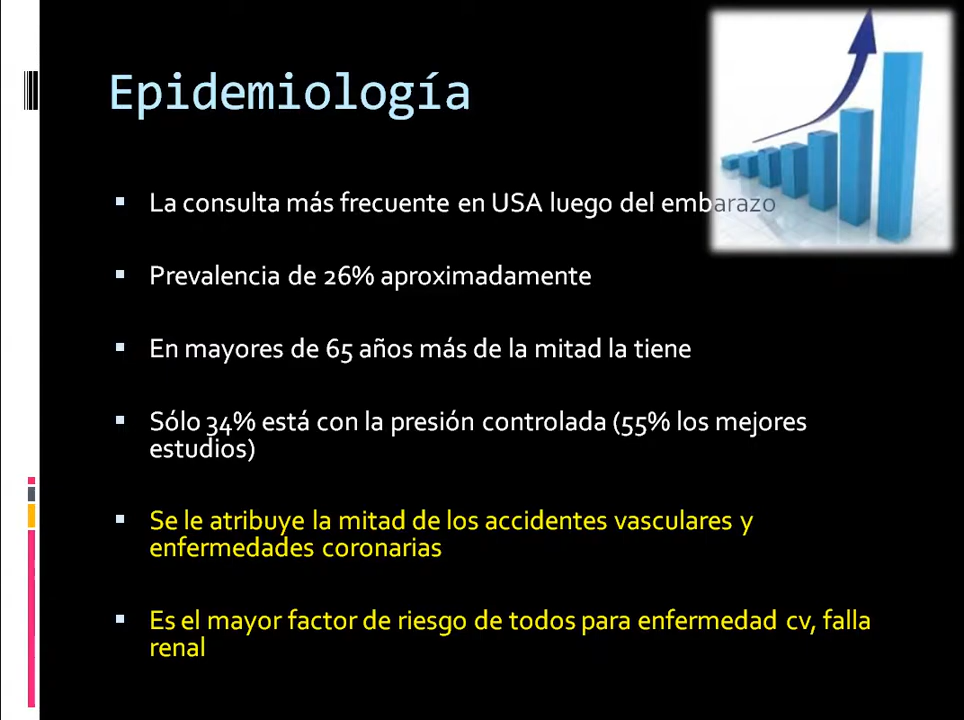 Epidemiología
La consulta más frecuente en USA luego del embarazo
Prevalencia de 26% aproximadamente
En mayores de 65 años más de la mitad la tiene
Sólo 34% está con la presión controlada (55% los mejores
estudios)
Se le atribuye la mitad de los accidentes vasculares y
enfermedades coronarias
Es el mayor factor de riesgo de todos para enfermedad cv, falla
renal